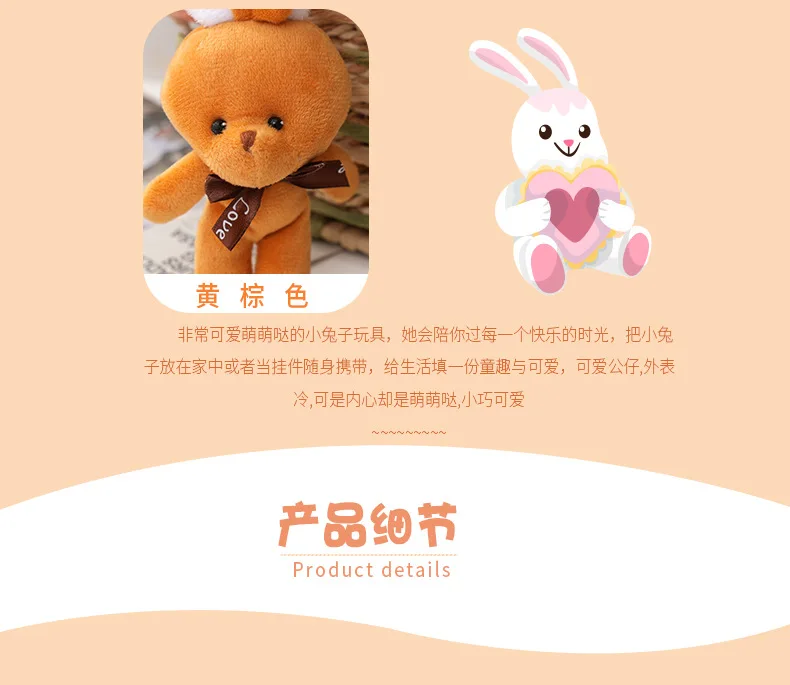 Love
黄棕色
非常可爱萌萌哒的小兔子玩具，她会陪你过每一个快乐的时光，把小兔
子放在家中或者当挂件随身携带，给生活填一份童趣与可爱，可爱公仔,外表
冷,可是内心却是萌萌哒,小巧可爱
~~~~~~~~~
产品细节
Product details